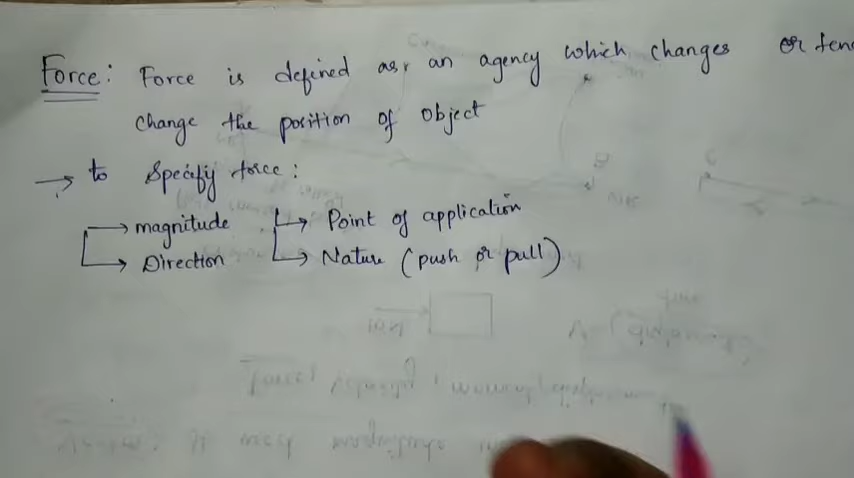 Force: Force is defined as, an agency which changes or
change the position of object
→ to Specify force:
→ magnitude → Point of application
→ Direction → Nature (push or pull)